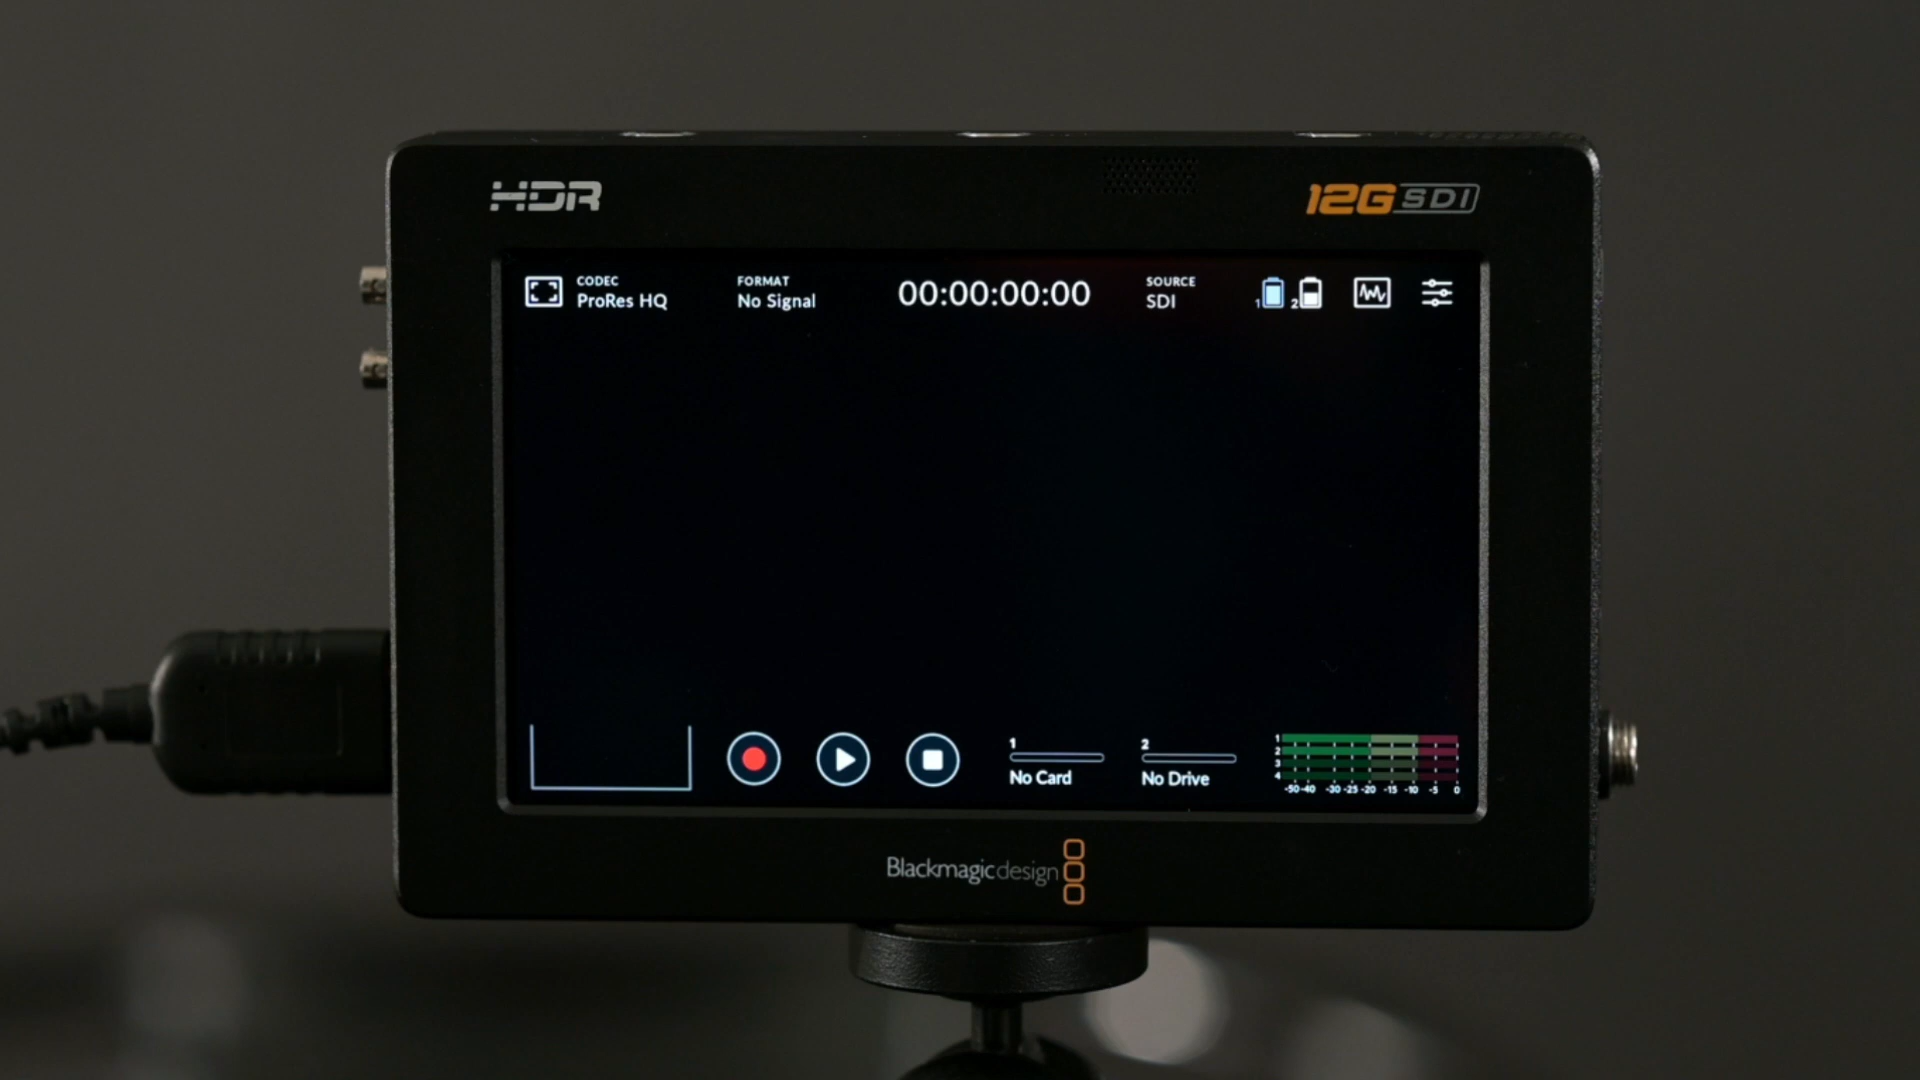 HDR
12G SDI
CODEC
ProRes HQ
FORMAT
No Signal
00:00:00:00
SOURCE
SDI
1
2
1
No Card
2
No Drive
1
2
3
4
-50 -40 -30 -25 -20 -15 -10 -5 0
Blackmagicdesign